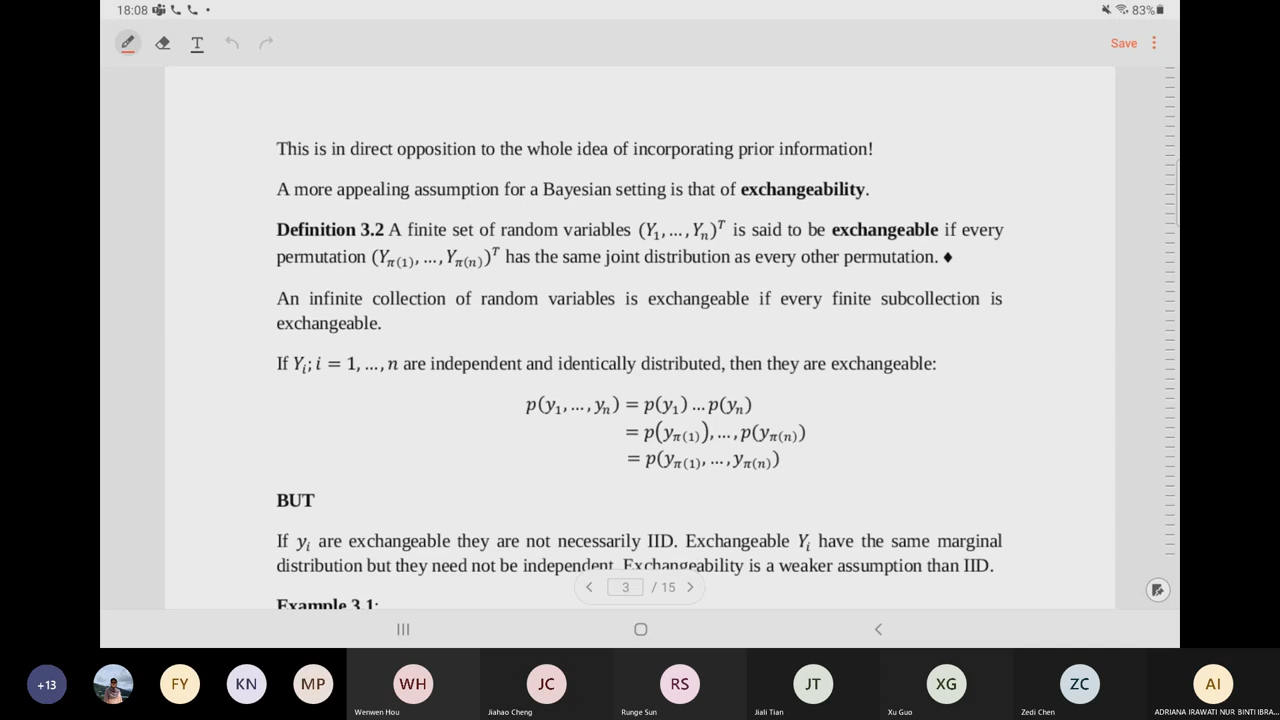 18:08
83%
T
Save
This is in direct opposition to the whole idea of incorporating prior information!
A more appealing assumption for a Bayesian setting is that of exchangeability.
Definition 3.2 A finite set of random variables (Y₁, …, Yₙ)ᵀ is said to be exchangeable if every
permutation (Y_π(1), …, Y_π(n))ᵀ has the same joint distribution as every other permutation. ♦
An infinite collection of random variables is exchangeable if every finite subcollection is
exchangeable.
If Yᵢ; i = 1, …, n are independent and identically distributed, then they are exchangeable:
p(y₁, …, yₙ) = p(y₁) … p(yₙ)
= p(y_π(1)), …, p(y_π(n))
= p(y_π(1), …, y_π(n))
BUT
If yᵢ are exchangeable they are not necessarily IID. Exchangeable Yᵢ have the same marginal
distribution but they need not be independent. Exchangeability is a weaker assumption than IID.
3 / 15
Example 3.1:
+13
FY
KN
MP
WH
JC
RS
JT
XG
ZC
AI
Wenwen Hou
Jiahao Cheng
Runge Sun
Jiali Tian
Xu Guo
Zedi Chen
ADRIANA IRAWATI NUR BINTI IBRA...